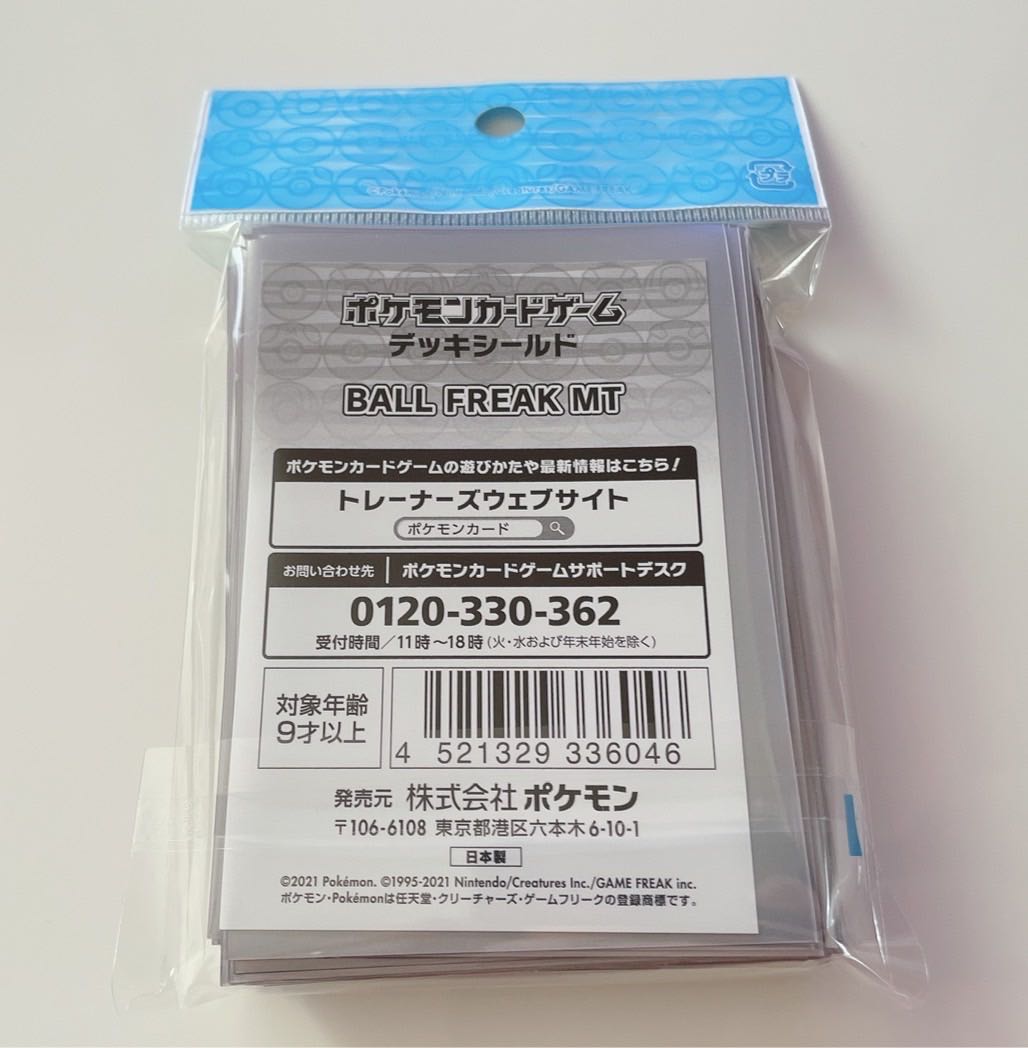 プラ
ポケモンカードゲーム
デッキシールド
BALL FREAK MT
ポケモンカードゲームの遊びかたや最新情報はこちら!
トレーナーズウェブサイト
ポケモンカード
お問い合わせ先 ポケモンカードゲームサポートデスク
0120-330-362
受付時間/11時~18時(火・水および年末年始を除く)
対象年齢
9才以上
4 521329 336046
発売元 株式会社ポケモン
〒106-6108 東京都港区六本木6-10-1
日本製
©2021 Pokémon. ©1995-2021 Nintendo/Creatures Inc./GAME FREAK inc.
ポケモン・Pokémonは任天堂・クリーチャーズ・ゲームフリークの登録商標です。